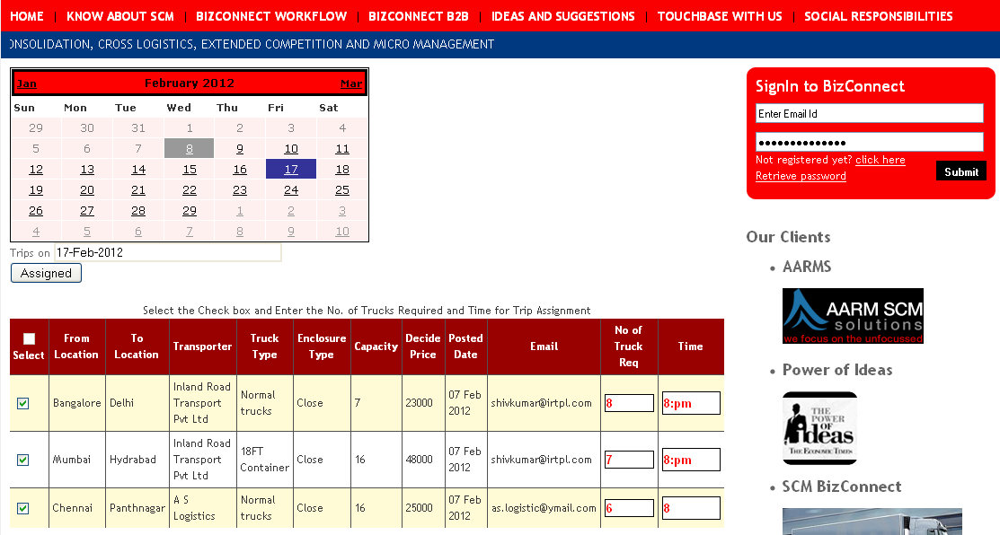 HOME KNOW ABOUT SCM BIZCONNECT WORKFLOW BIZCONNECT B2B IDEAS AND SUGGESTIONS TOUCHBASE WITH US SOCIAL RESPONSIBILITIES
ONSOLIDATION, CROSS LOGISTICS, EXTENDED COMPETITION AND MICRO MANAGEMENT
Jan February 2012 Mar
Sun Mon Tue Wed Thu Fri Sat
29 30 31 1 2 3 4
5 6 7 8 9 10 11
12 13 14 15 16 17 18
19 20 21 22 23 24 25
26 27 28 29 1 2 3
4 5 6 7 8 9 10
Trips on 17-Feb-2012
Assigned
SignIn to BizConnect
Enter Email Id
Not registered yet? click here
Retrieve password
Submit
Our Clients
AARMS
AARM SCM
solutions
we focus on the unfocussed
Power of Ideas
THE
POWER
OF
Ideas
THE ECONOMIC TIMES
SCM BizConnect
Select the Check box and Enter the No. of Trucks Required and Time for Trip Assignment
Select From Location To Location Transporter Truck Type Enclosure Type Capacity Decide Price Posted Date Email No of Truck Req Time
Bangalore Delhi Inland Road Transport Pvt Ltd Normal trucks Close 7 23000 07 Feb 2012 shivkumar@irtpl.com 8 8:pm
Mumbai Hydrabad Inland Road Transport Pvt Ltd 18FT Container Close 16 48000 07 Feb 2012 shivkumar@irtpl.com 7 8:pm
Chennai Panthnagar A S Logistics Normal trucks Close 16 25000 07 Feb 2012 as.logistic@ymail.com 6 8